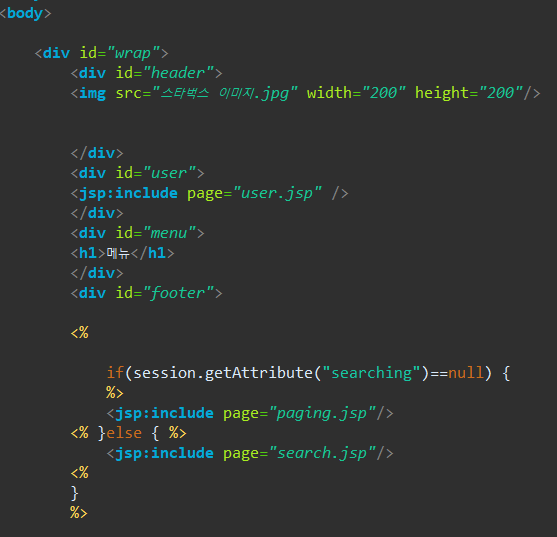 <body>
<div id="wrap">
<div id="header">
<img src="스타벅스 이미지.jpg" width="200" height="200"/>
</div>
<div id="user">
<jsp:include page="user.jsp" />
</div>
<div id="menu">
<h1>메뉴</h1>
</div>
<div id="footer">
<%
if(session.getAttribute("searching")==null) {
%>
<jsp:include page="paging.jsp"/>
<% }else { %>
<jsp:include page="search.jsp"/>
<%
}
%>